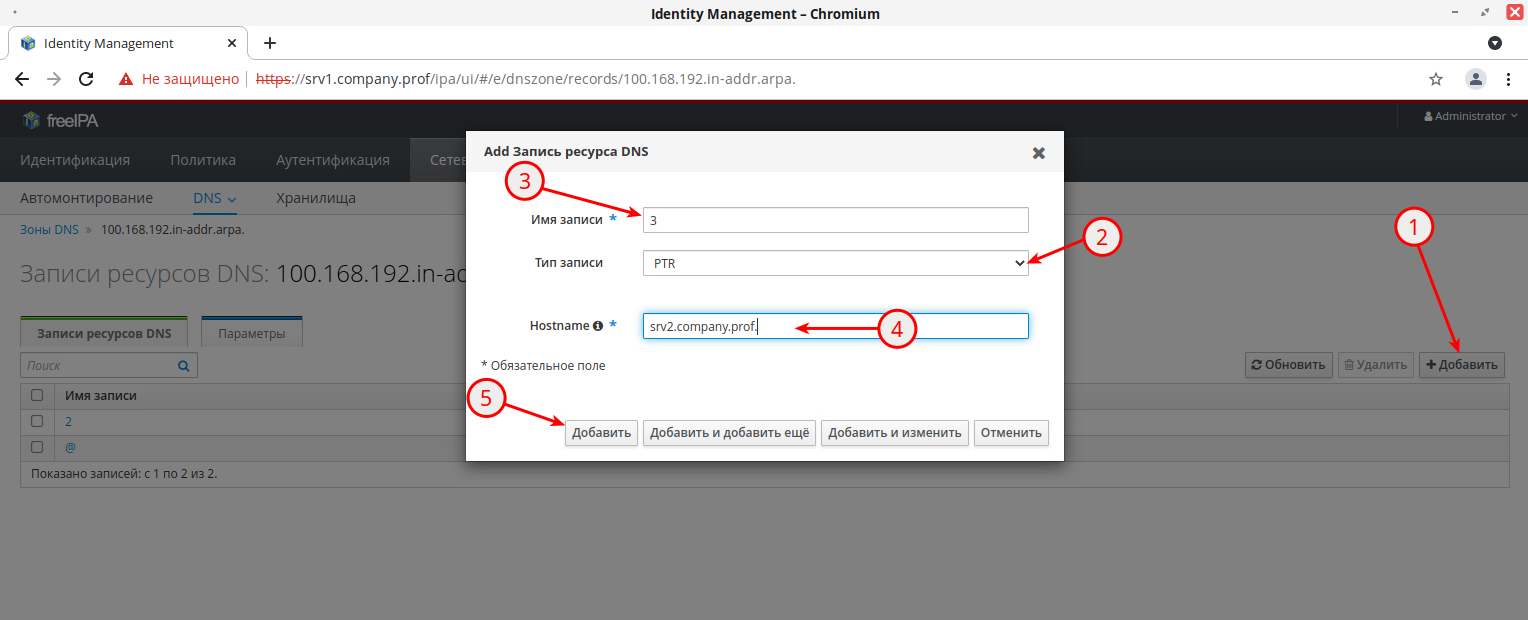 Identity Management – Chromium
Identity Management
Не защищено https://srv1.company.prof/ipa/ui/#/e/dnszone/records/100.168.192.in-addr.arpa.
freeIPA
Administrator
Идентификация Политика Аутентификация Сетев
Автомонтирование DNS Хранилища
Зоны DNS » 100.168.192.in-addr.arpa.
Записи ресурсов DNS: 100.168.192.in-ad
Записи ресурсов DNS Параметры
Поиск
Обновить Удалить Добавить
Имя записи
2
@
Показано записей: с 1 по 2 из 2.
Add Запись ресурса DNS
Имя записи * 3
Тип записи PTR
Hostname * srv2.company.prof.
* Обязательное поле
Добавить Добавить и добавить ещё Добавить и изменить Отменить
1
2
3
4
5